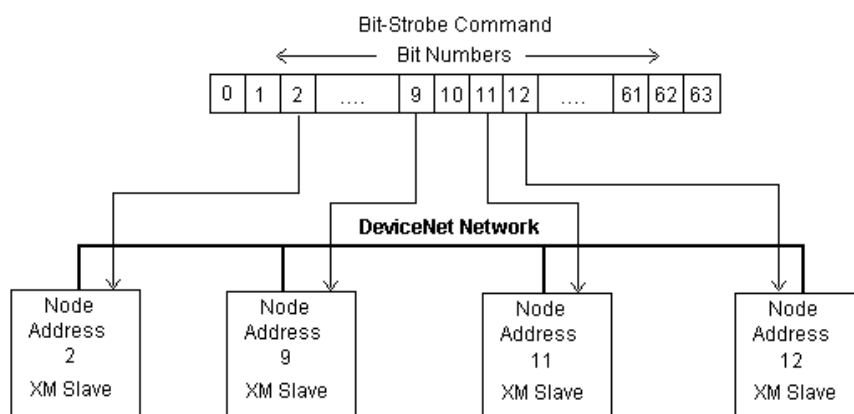 Bit-Strobe Command
Bit Numbers
0 1 2 .... 9 10 11 12 .... 61 62 63
DeviceNet Network
Node Address 2 XM Slave
Node Address 9 XM Slave
Node Address 11 XM Slave
Node Address 12 XM Slave